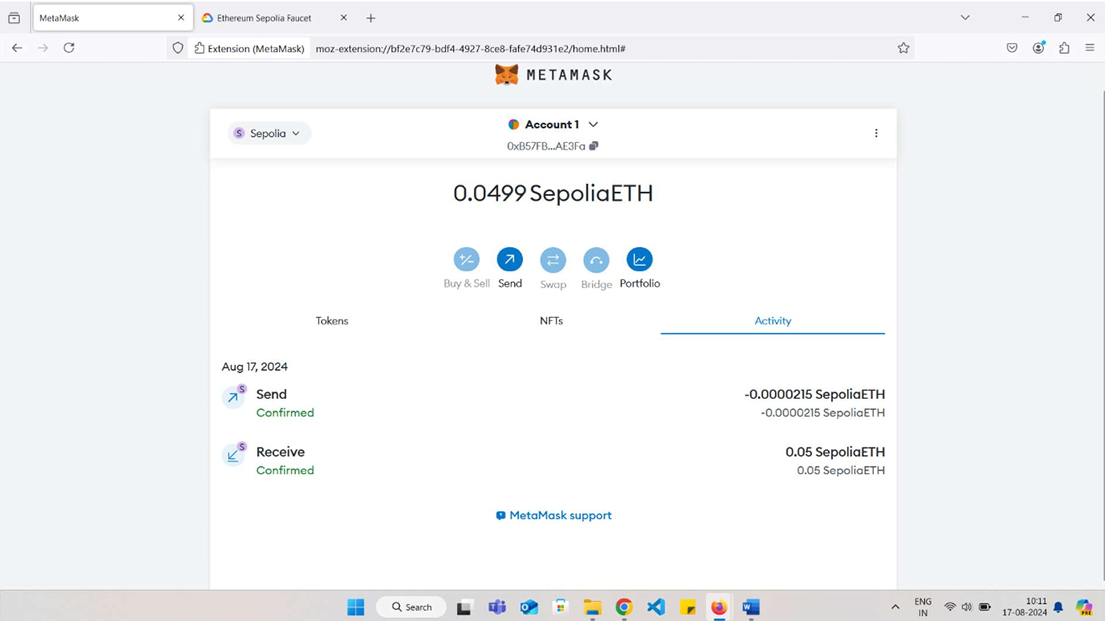 MetaMask
Ethereum Sepolia Faucet
Extension (MetaMask)
moz-extension://bf2e7c79-bdf4-4927-8ce8-fafe74d931e2/home.html#
METAMASK
S Sepolia
Account 1
0xB57FB...AE3Fa
0.0499 SepoliaETH
Buy & Sell
Send
Swap
Bridge
Portfolio
Tokens
NFTs
Activity
Aug 17, 2024
S
Send
-0.0000215 SepoliaETH
Confirmed
-0.0000215 SepoliaETH
S
Receive
0.05 SepoliaETH
Confirmed
0.05 SepoliaETH
MetaMask support
Search
ENG
IN
10:11
17-08-2024
PRE